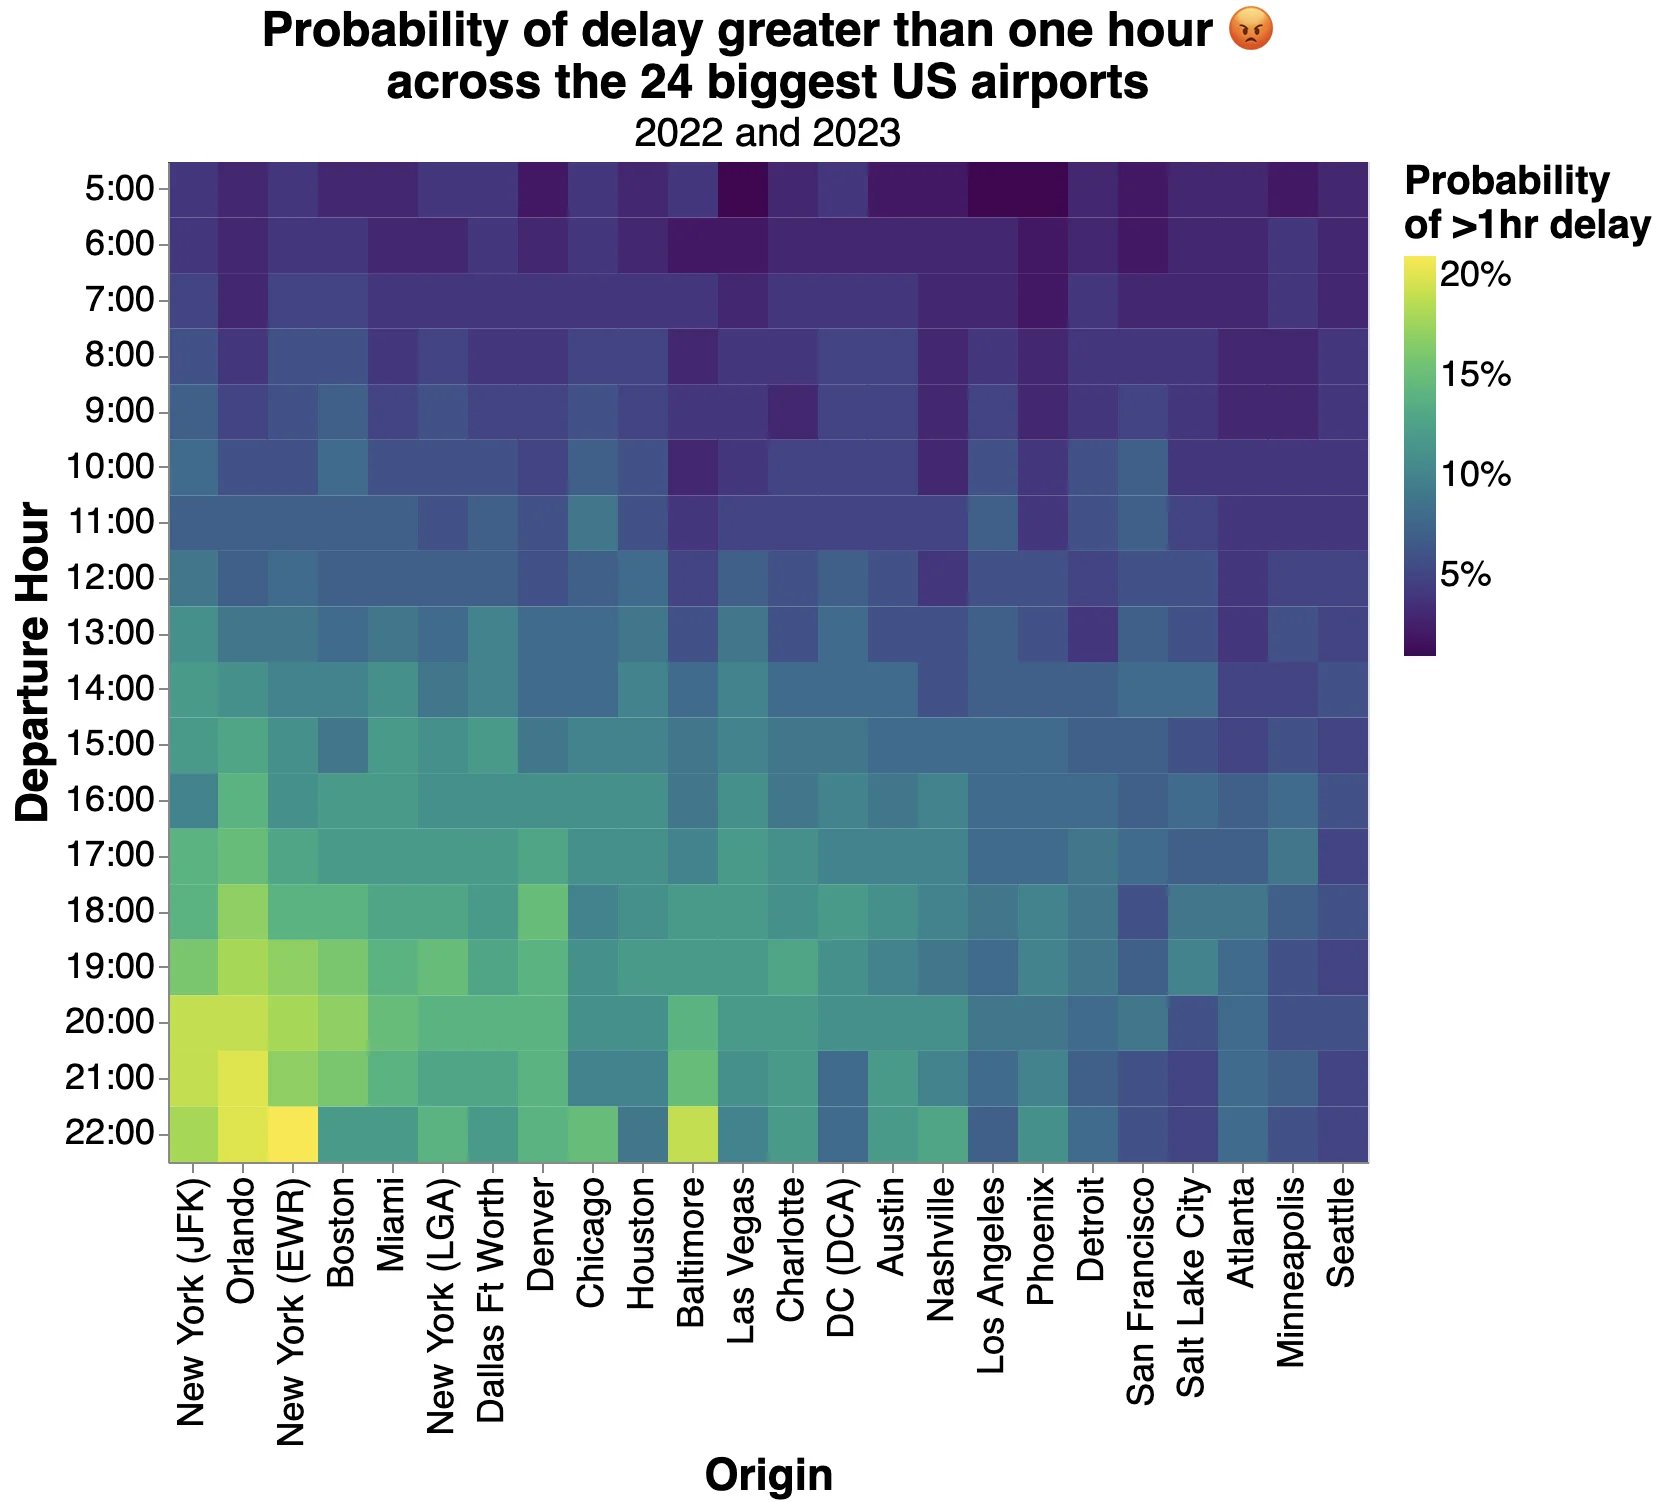 Probability of delay greater than one hour 😡
across the 24 biggest US airports
2022 and 2023
Probability
of >1hr delay
20%
15%
10%
5%
Departure Hour
5:00
6:00
7:00
8:00
9:00
10:00
11:00
12:00
13:00
14:00
15:00
16:00
17:00
18:00
19:00
20:00
21:00
22:00
New York (JFK)
Orlando
New York (EWR)
Boston
Miami
New York (LGA)
Dallas Ft Worth
Denver
Chicago
Houston
Baltimore
Las Vegas
Charlotte
DC (DCA)
Austin
Nashville
Los Angeles
Phoenix
Detroit
San Francisco
Salt Lake City
Atlanta
Minneapolis
Seattle
Origin